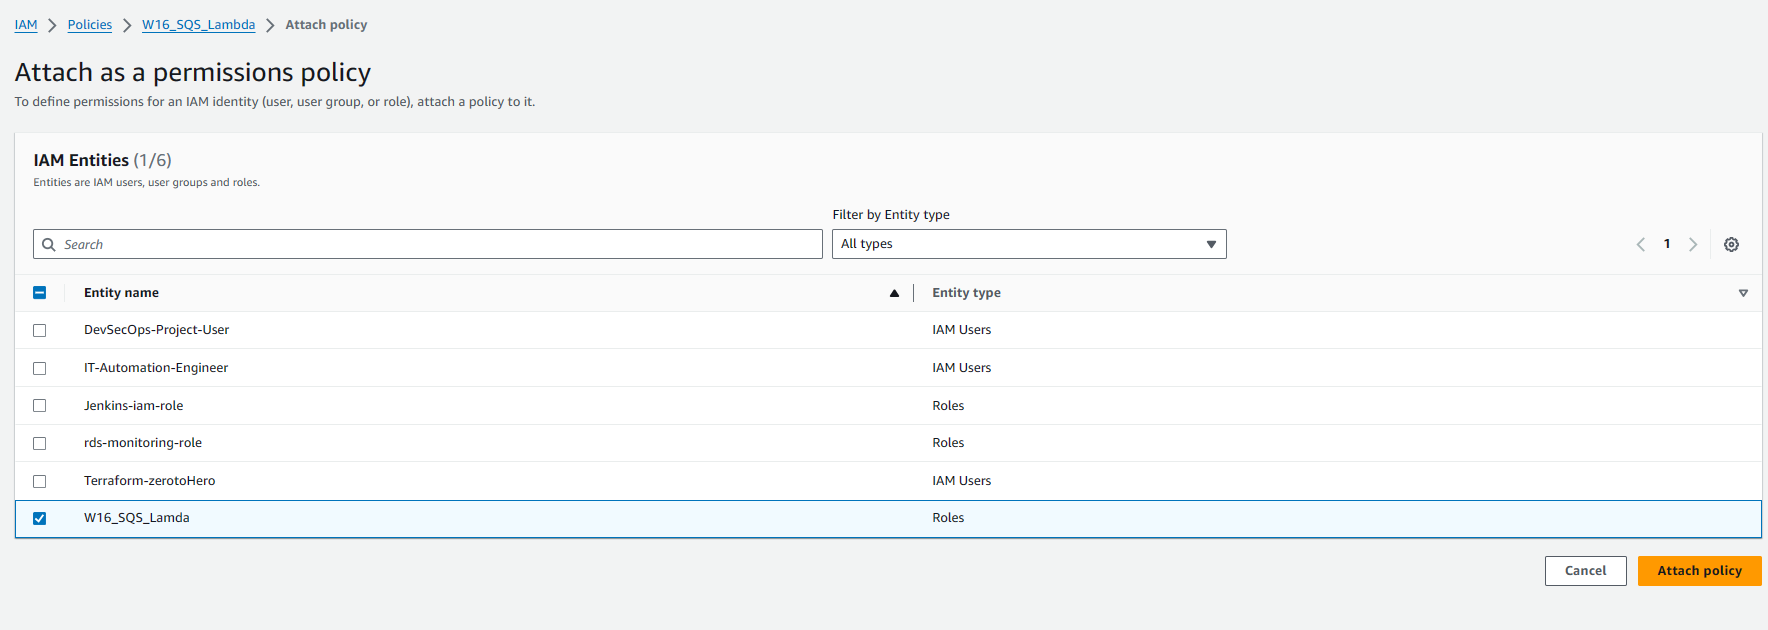 IAM > Policies > W16_SQS_Lambda > Attach policy
Attach as a permissions policy
To define permissions for an IAM identity (user, user group, or role), attach a policy to it.
IAM Entities (1/6)
Entities are IAM users, user groups and roles.
Filter by Entity type
Search
All types
1
Entity name
Entity type
DevSecOps-Project-User
IAM Users
IT-Automation-Engineer
IAM Users
Jenkins-iam-role
Roles
rds-monitoring-role
Roles
Terraform-zerotoHero
IAM Users
W16_SQS_Lamda
Roles
Cancel
Attach policy